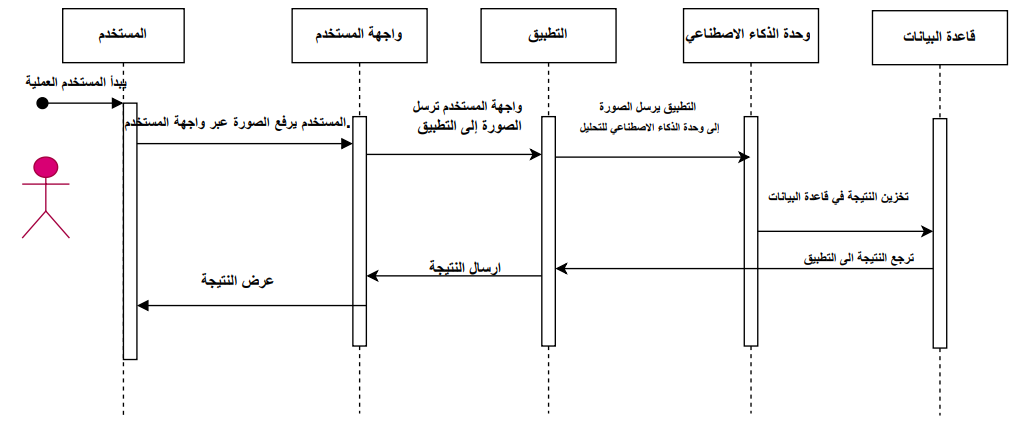 المستخدم
واجهة المستخدم
التطبيق
وحدة الذكاء الاصطناعي
قاعدة البيانات
يبدأ المستخدم العملية
المستخدم يرفع الصورة عبر واجهة المستخدم.
واجهة المستخدم ترسل
الصورة إلى التطبيق
التطبيق يرسل الصورة
إلى وحدة الذكاء الاصطناعي للتحليل
تخزين النتيجة في قاعدة البيانات
ترجع النتيجة الى التطبيق
ارسال النتيجة
عرض النتيجة